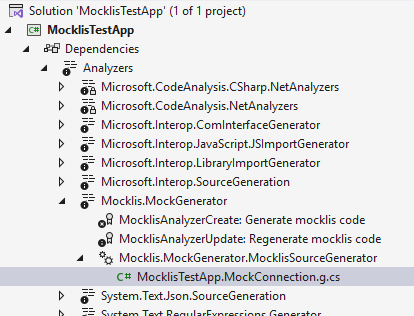 Solution 'MocklisTestApp' (1 of 1 project)
C# MocklisTestApp
Dependencies
Analyzers
Microsoft.CodeAnalysis.CSharp.NetAnalyzers
Microsoft.CodeAnalysis.NetAnalyzers
Microsoft.Interop.ComInterfaceGenerator
Microsoft.Interop.JavaScript.JSImportGenerator
Microsoft.Interop.LibraryImportGenerator
Microsoft.Interop.SourceGeneration
Mocklis.MockGenerator
MocklisAnalyzerCreate: Generate mocklis code
MocklisAnalyzerUpdate: Regenerate mocklis code
Mocklis.MockGenerator.MocklisSourceGenerator
C# MocklisTestApp.MockConnection.g.cs
System.Text.Json.SourceGeneration
System.Text.RegularExpressions.Generator